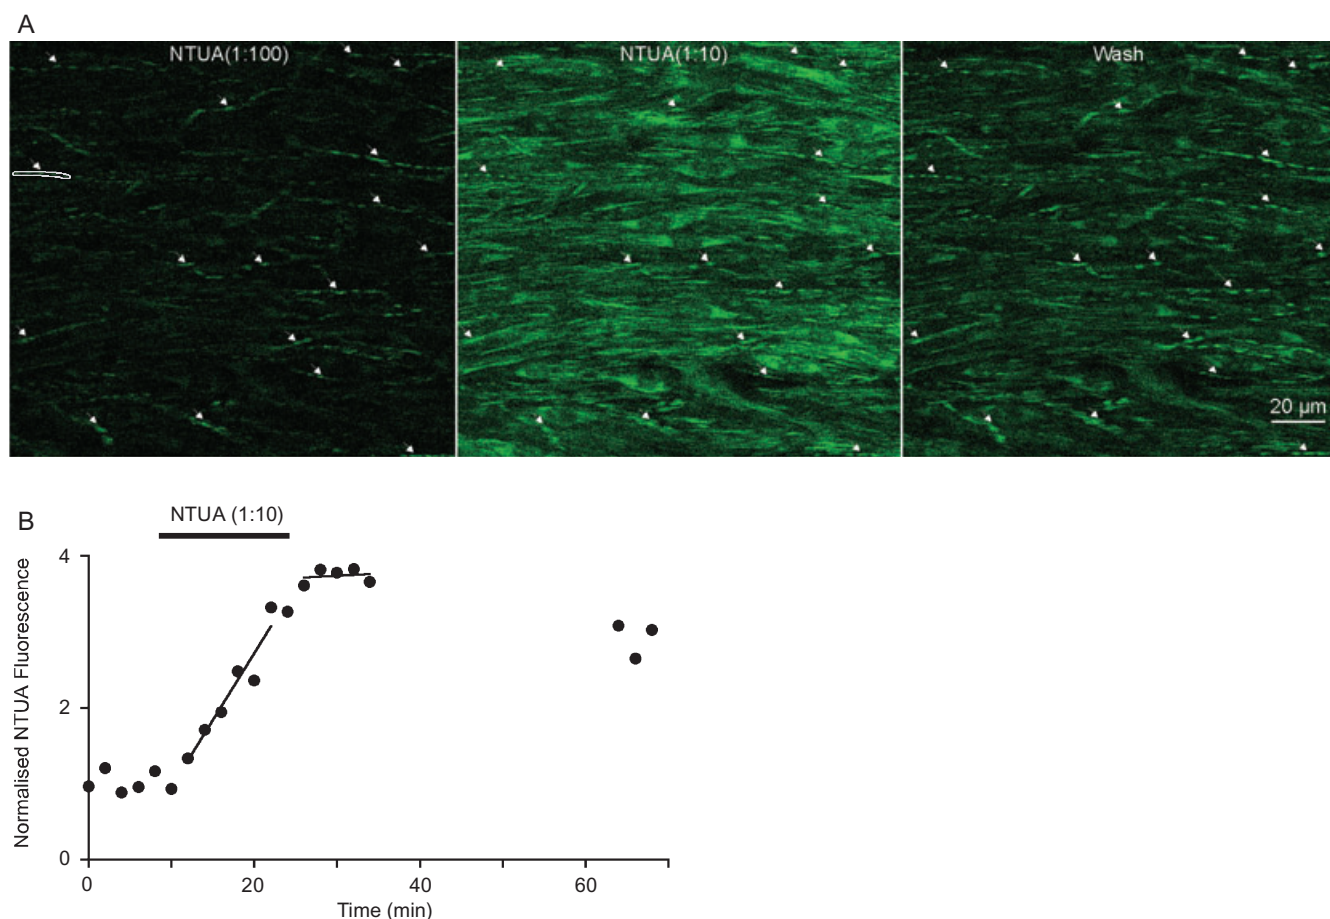 A
NTUA(1:100)
NTUA(1:10)
Wash
20 µm
B
NTUA (1:10)
Normalised NTUA Fluorescence
4
2
0
0
20
40
60
Time (min)